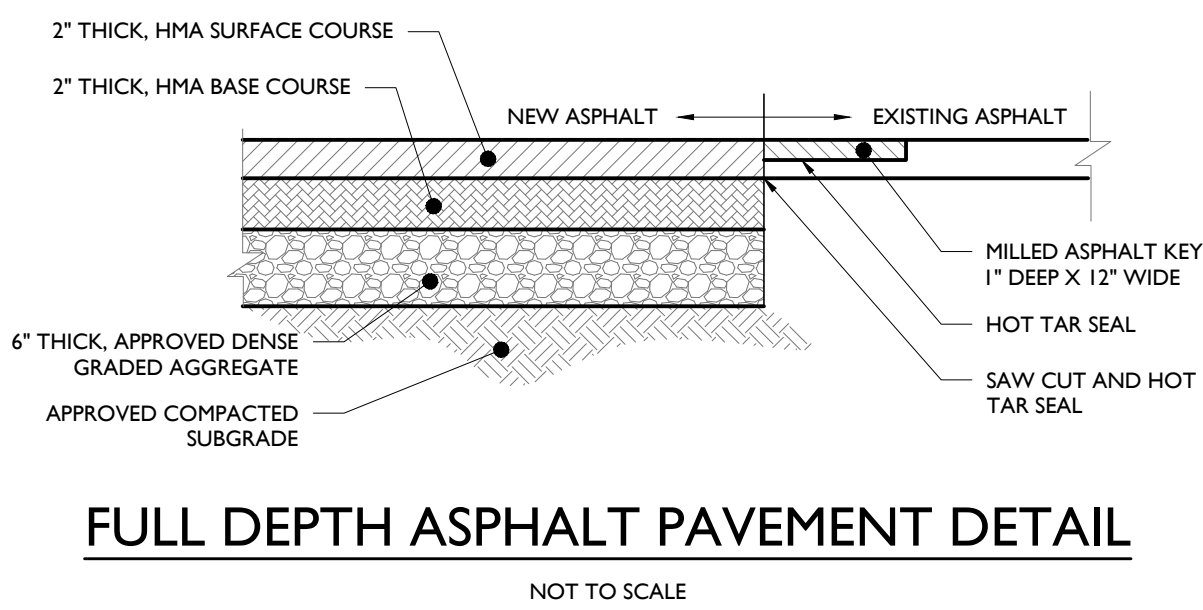 2" THICK, HMA SURFACE COURSE
2" THICK, HMA BASE COURSE
NEW ASPHALT
EXISTING ASPHALT
MILLED ASPHALT KEY
1" DEEP X 12" WIDE
HOT TAR SEAL
SAW CUT AND HOT
TAR SEAL
6" THICK, APPROVED DENSE
GRADED AGGREGATE
APPROVED COMPACTED
SUBGRADE
FULL DEPTH ASPHALT PAVEMENT DETAIL
NOT TO SCALE